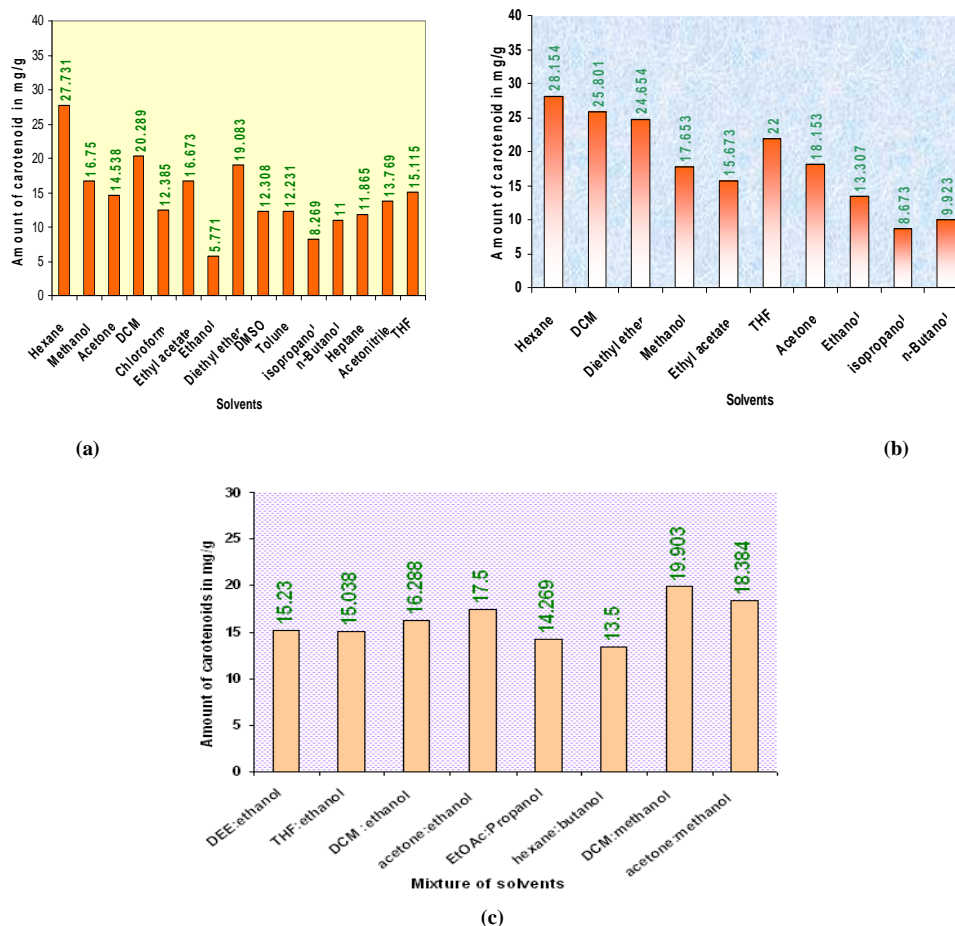 40
35
30
25
20
15
10
5
0
Amount of carotenoid in mg/g
27.731
16.75
14.538
20.289
12.385
16.673
5.771
19.083
12.308
12.231
8.269
11
11.865
13.769
15.115
Hexane
Methanol
Acetone
DCM
Chloroform
Ethyl acetate
Ethanol
Diethyl ether
DMSO
Tolune
isopropanol
n-Butanol
Heptane
Acetonitrile
THF
Solvents
(a)
40
35
30
25
20
15
10
5
0
Amount of carotenoid in mg/g
28.154
25.801
24.654
17.653
15.673
22
18.153
13.307
8.673
9.923
Hexane
DCM
Diethyl ether
Methanol
Ethyl acetate
THF
Acetone
Ethanol
isopropanol
n-Butanol
Solvents
(b)
30
25
20
15
10
5
0
Amount of carotenoids in mg/g
15.23
15.038
16.288
17.5
14.269
13.5
19.903
18.384
DEE:ethanol
THF:ethanol
DCM :ethanol
acetone:ethanol
EtOAc:Propanol
hexane:butanol
DCM:methanol
acetone:methanol
Mixture of solvents
(c)